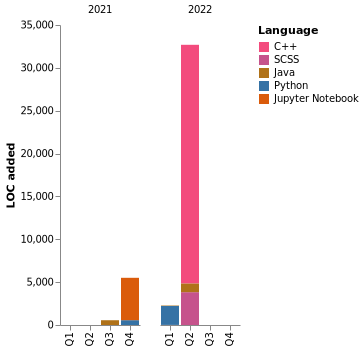 2021 2022
Language
C++
SCSS
Java
Python
Jupyter Notebook
LOC added
35,000
30,000
25,000
20,000
15,000
10,000
5,000
0
Q1 Q2 Q3 Q4 Q1 Q2 Q3 Q4